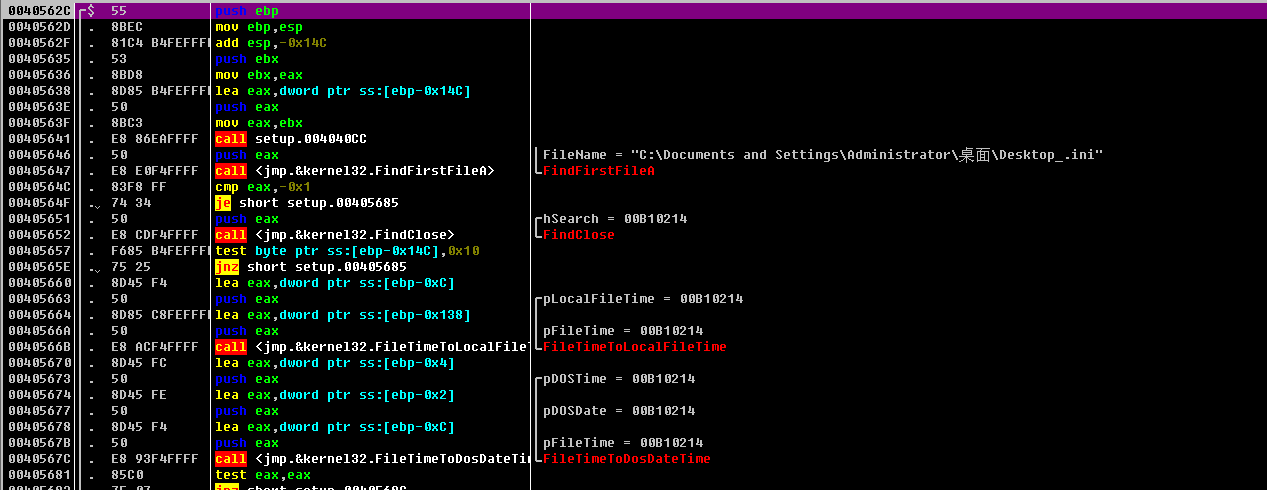 0040562C $ 55 push ebp
0040562D . 8BEC mov ebp,esp
0040562F . 81C4 B4FEFFFF add esp,-0x14C
00405635 . 53 push ebx
00405636 . 8BD8 mov ebx,eax
00405638 . 8D85 B4FEFFFF lea eax,dword ptr ss:[ebp-0x14C]
0040563E . 50 push eax
0040563F . 8BC3 mov eax,ebx
00405641 . E8 86EAFFFF call setup.004040CC
00405646 . 50 push eax FileName = "C:\Documents and Settings\Administrator\桌面\Desktop_.ini"
00405647 . E8 E0F4FFFF call <jmp.&kernel32.FindFirstFileA> FindFirstFileA
0040564C . 83F8 FF cmp eax,-0x1
0040564F . 74 34 je short setup.00405685
00405651 . 50 push eax hSearch = 00B10214
00405652 . E8 CDF4FFFF call <jmp.&kernel32.FindClose> FindClose
00405657 . F685 B4FEFFFF test byte ptr ss:[ebp-0x14C],0x10
0040565E . 75 25 jnz short setup.00405685
00405660 . 8D45 F4 lea eax,dword ptr ss:[ebp-0xC]
00405663 . 50 push eax pLocalFileTime = 00B10214
00405664 . 8D85 C8FEFFFF lea eax,dword ptr ss:[ebp-0x138]
0040566A . 50 push eax pFileTime = 00B10214
0040566B . E8 ACF4FFFF call <jmp.&kernel32.FileTimeToLocalFileT FileTimeToLocalFileTime
00405670 . 8D45 FC lea eax,dword ptr ss:[ebp-0x4]
00405673 . 50 push eax pDOSTime = 00B10214
00405674 . 8D45 FE lea eax,dword ptr ss:[ebp-0x2]
00405677 . 50 push eax pDOSDate = 00B10214
00405678 . 8D45 F4 lea eax,dword ptr ss:[ebp-0xC]
0040567B . 50 push eax pFileTime = 00B10214
0040567C . E8 93F4FFFF call <jmp.&kernel32.FileTimeToDosDateTim FileTimeToDosDateTime
00405681 . 85C0 test eax,eax